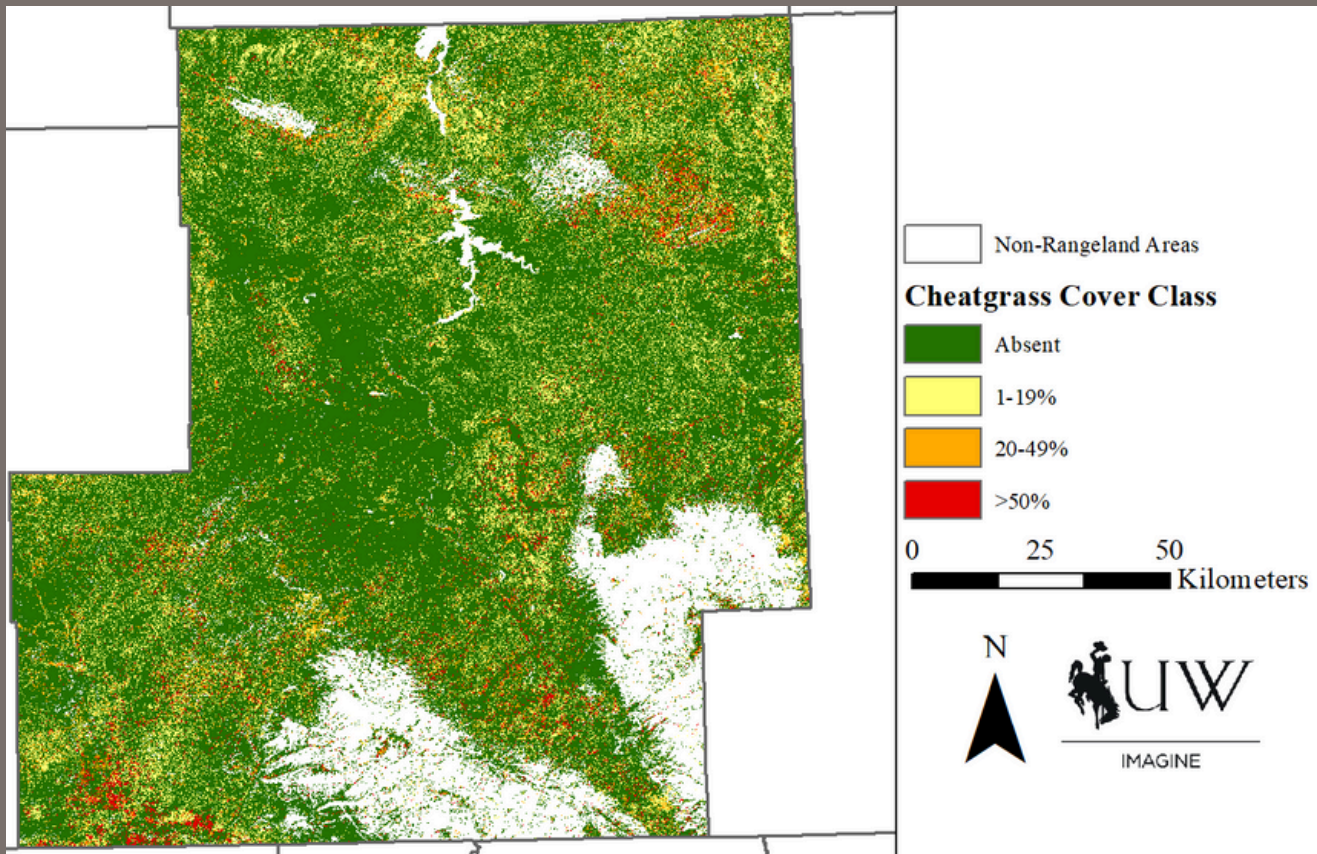 Non-Rangeland Areas
Cheatgrass Cover Class
Absent
1-19%
20-49%
>50%
0 25 50
Kilometers
N
UW
IMAGINE